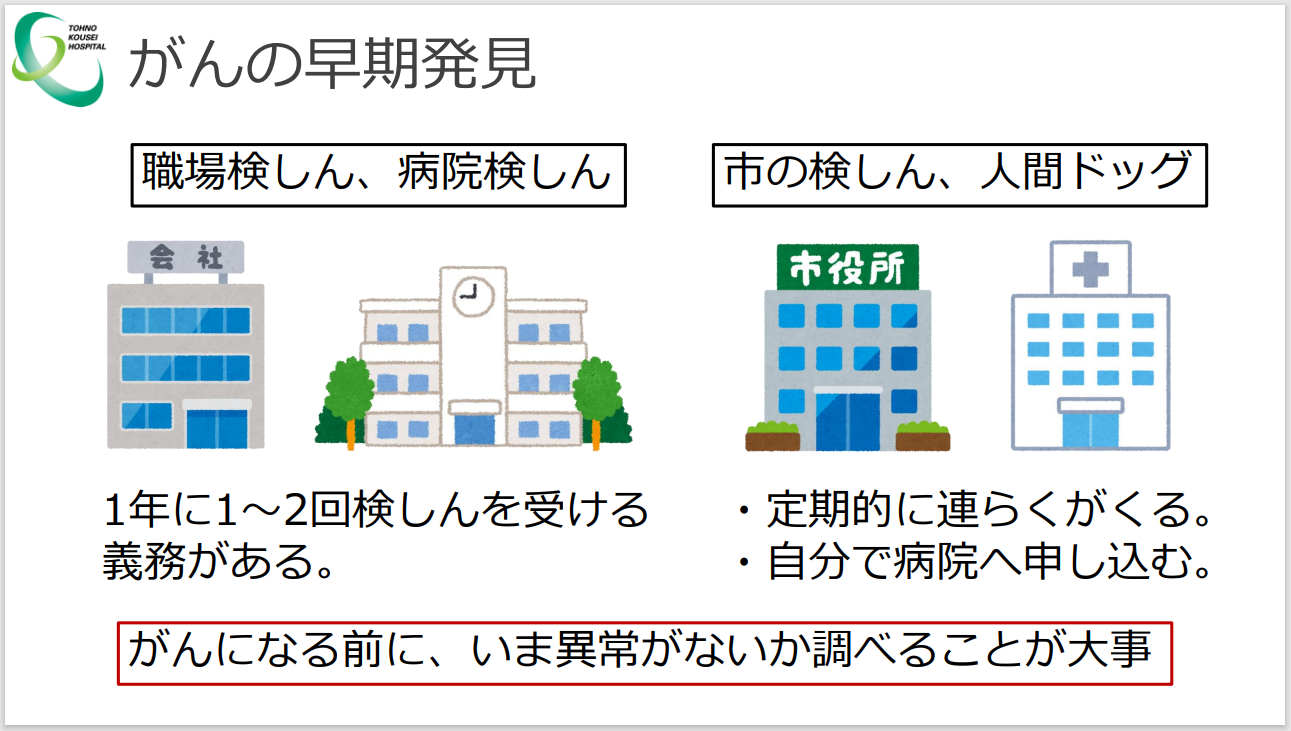 TOHNO
KOUSEI
HOSPITAL
がんの早期発見
職場検しん、病院検しん
市の検しん、人間ドッグ
会社
市役所
1年に1～2回検しんを受ける
義務がある。
・定期的に連らくがくる。
・自分で病院へ申し込む。
がんになる前に、いま異常がないか調べることが大事